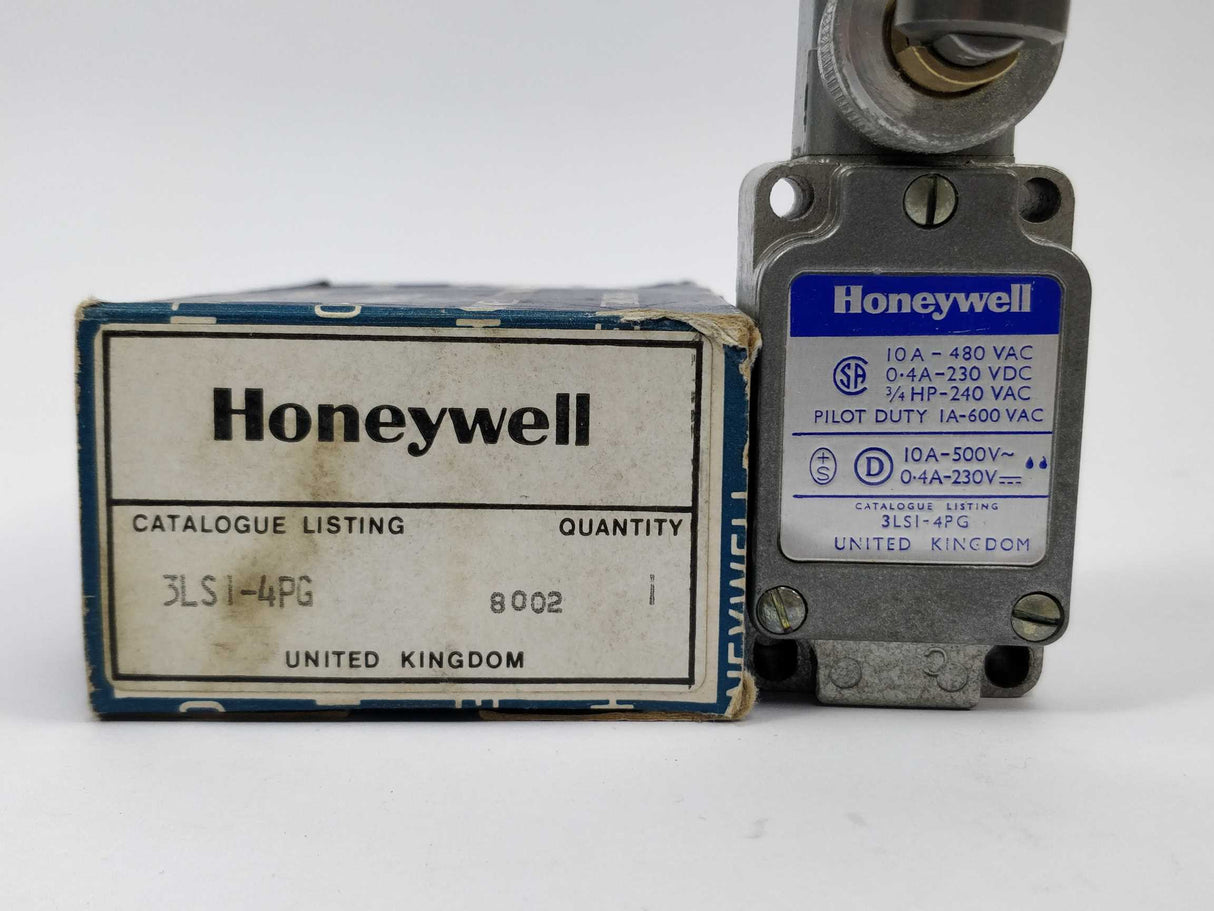 Honeywell
CATALOGUE LISTING QUANTITY
3LS1-4PG 8002 1
UNITED KINGDOM
NEYWELL
Honeywell
10A - 480 VAC
0·4A-230 VDC
¾ HP-240 VAC
PILOT DUTY 1A-600 VAC
10A-500V~
0·4A-230V⎓
CATALOGUE LISTING
3LS1-4PG
UNITED KINGDOM
SA
+
S
D